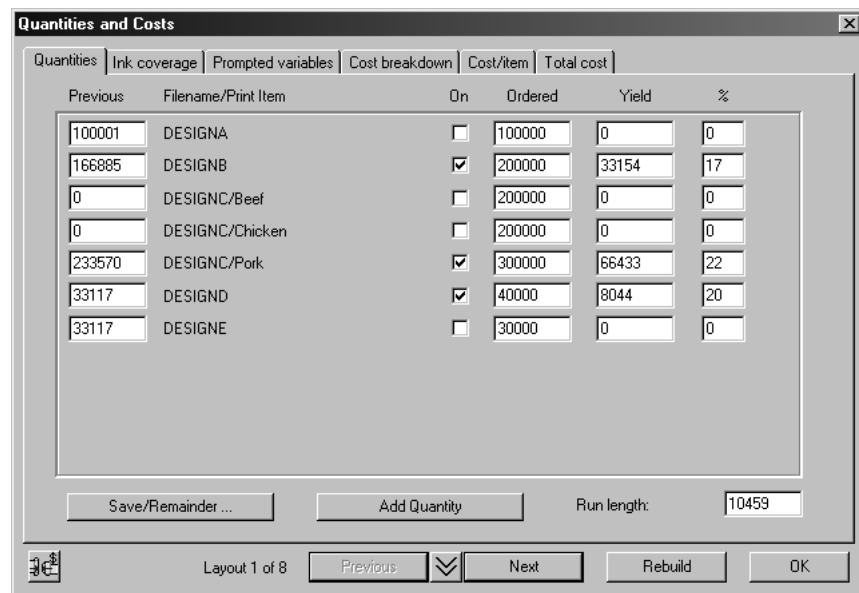 Quantities and Costs
Quantities Ink coverage Prompted variables Cost breakdown Cost/item Total cost
Previous Filename/Print Item On Ordered Yield %
100001 DESIGNA 100000 0 0
166885 DESIGNB 200000 33154 17
0 DESIGNC/Beef 200000 0 0
0 DESIGNC/Chicken 200000 0 0
233570 DESIGNC/Pork 300000 66433 22
33117 DESIGND 40000 8044 20
33117 DESIGNE 30000 0 0
Save/Remainder ... Add Quantity Run length: 10459
Layout 1 of 8 Previous Next Rebuild OK